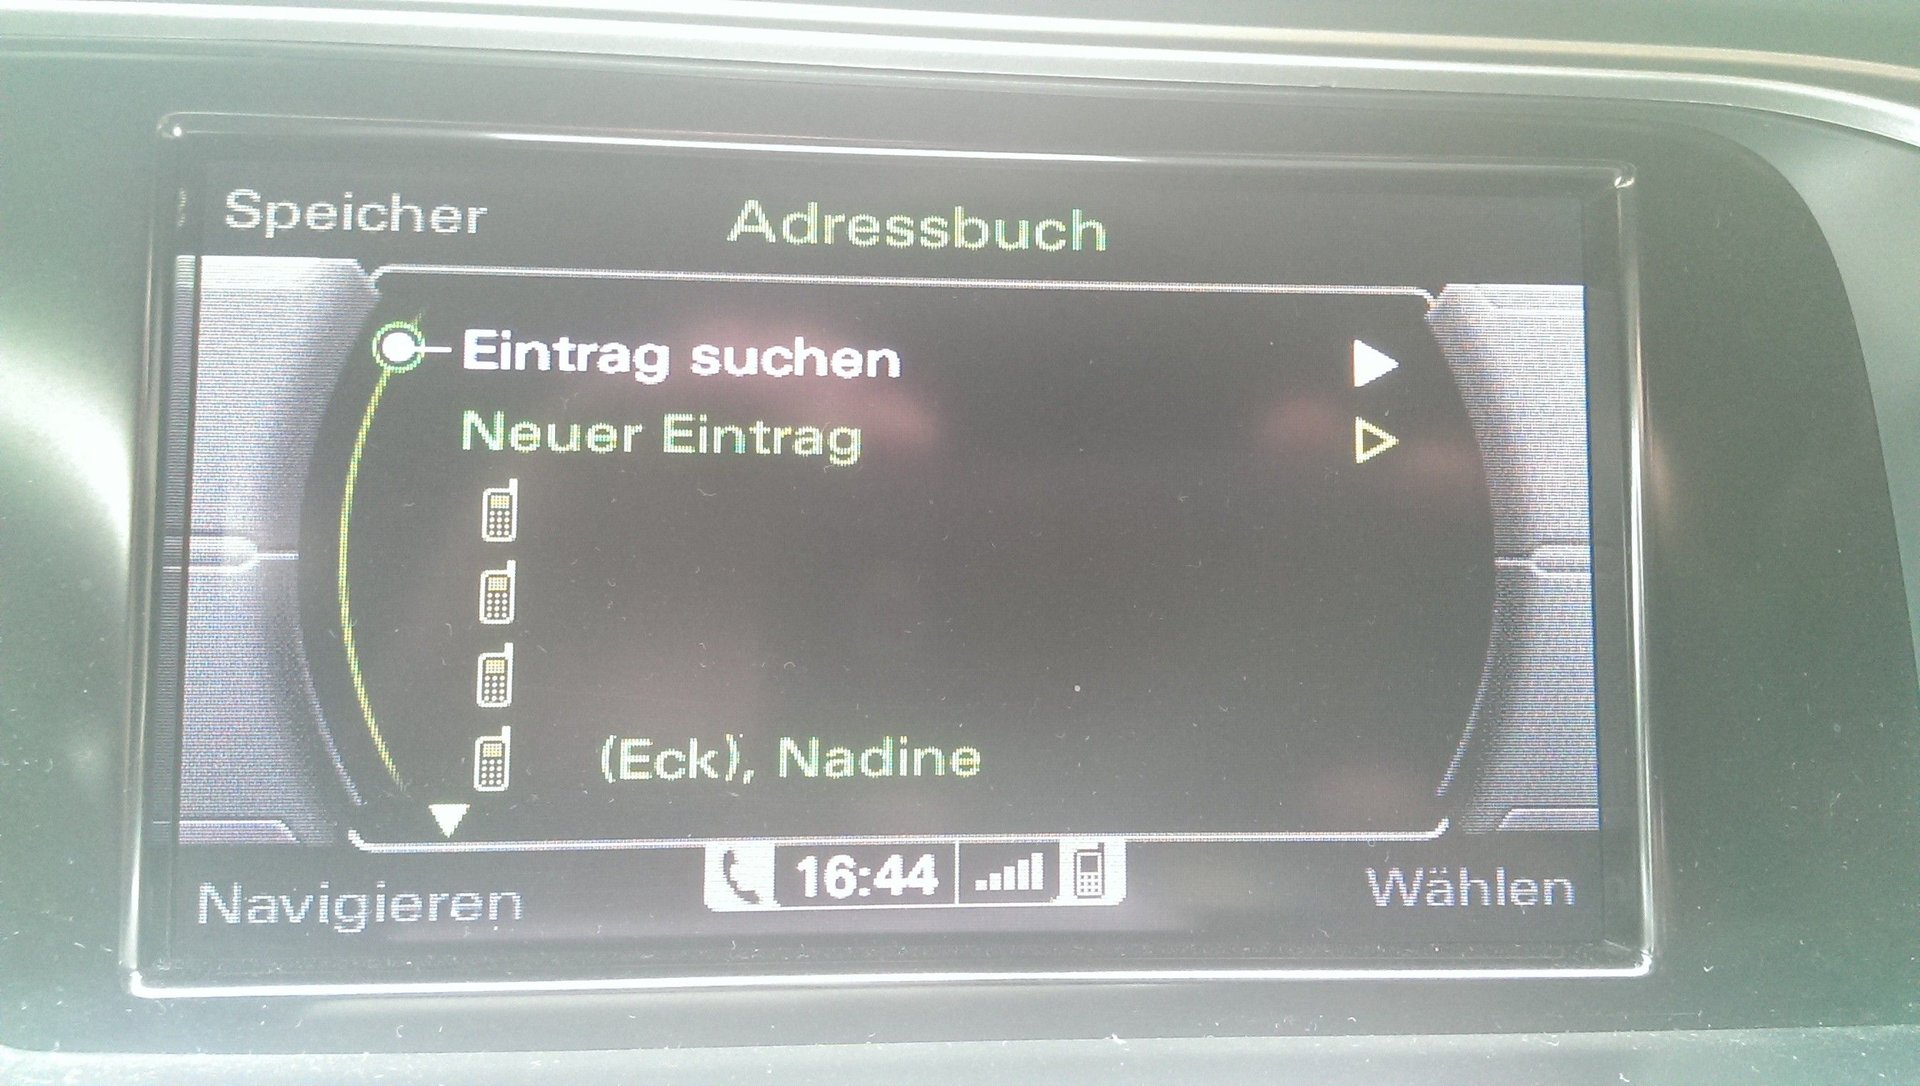 Speicher
Adressbuch
Eintrag suchen
Neuer Eintrag
(Eck), Nadine
Navigieren
16:44
Wählen